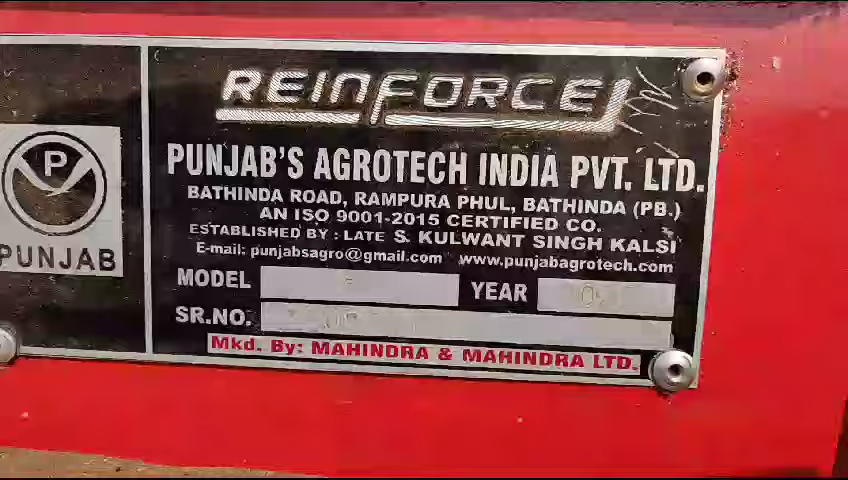 REINFORCE
PUNJAB'S AGROTECH INDIA PVT. LTD.
BATHINDA ROAD, RAMPURA PHUL, BATHINDA (PB.)
AN ISO 9001-2015 CERTIFIED CO.
ESTABLISHED BY : LATE S. KULWANT SINGH KALSI
E-mail: punjabsagro@gmail.com www.punjabagrotech.com
MODEL YEAR
SR.NO.
Mkd. By: MAHINDRA & MAHINDRA LTD.
P
PUNJAB